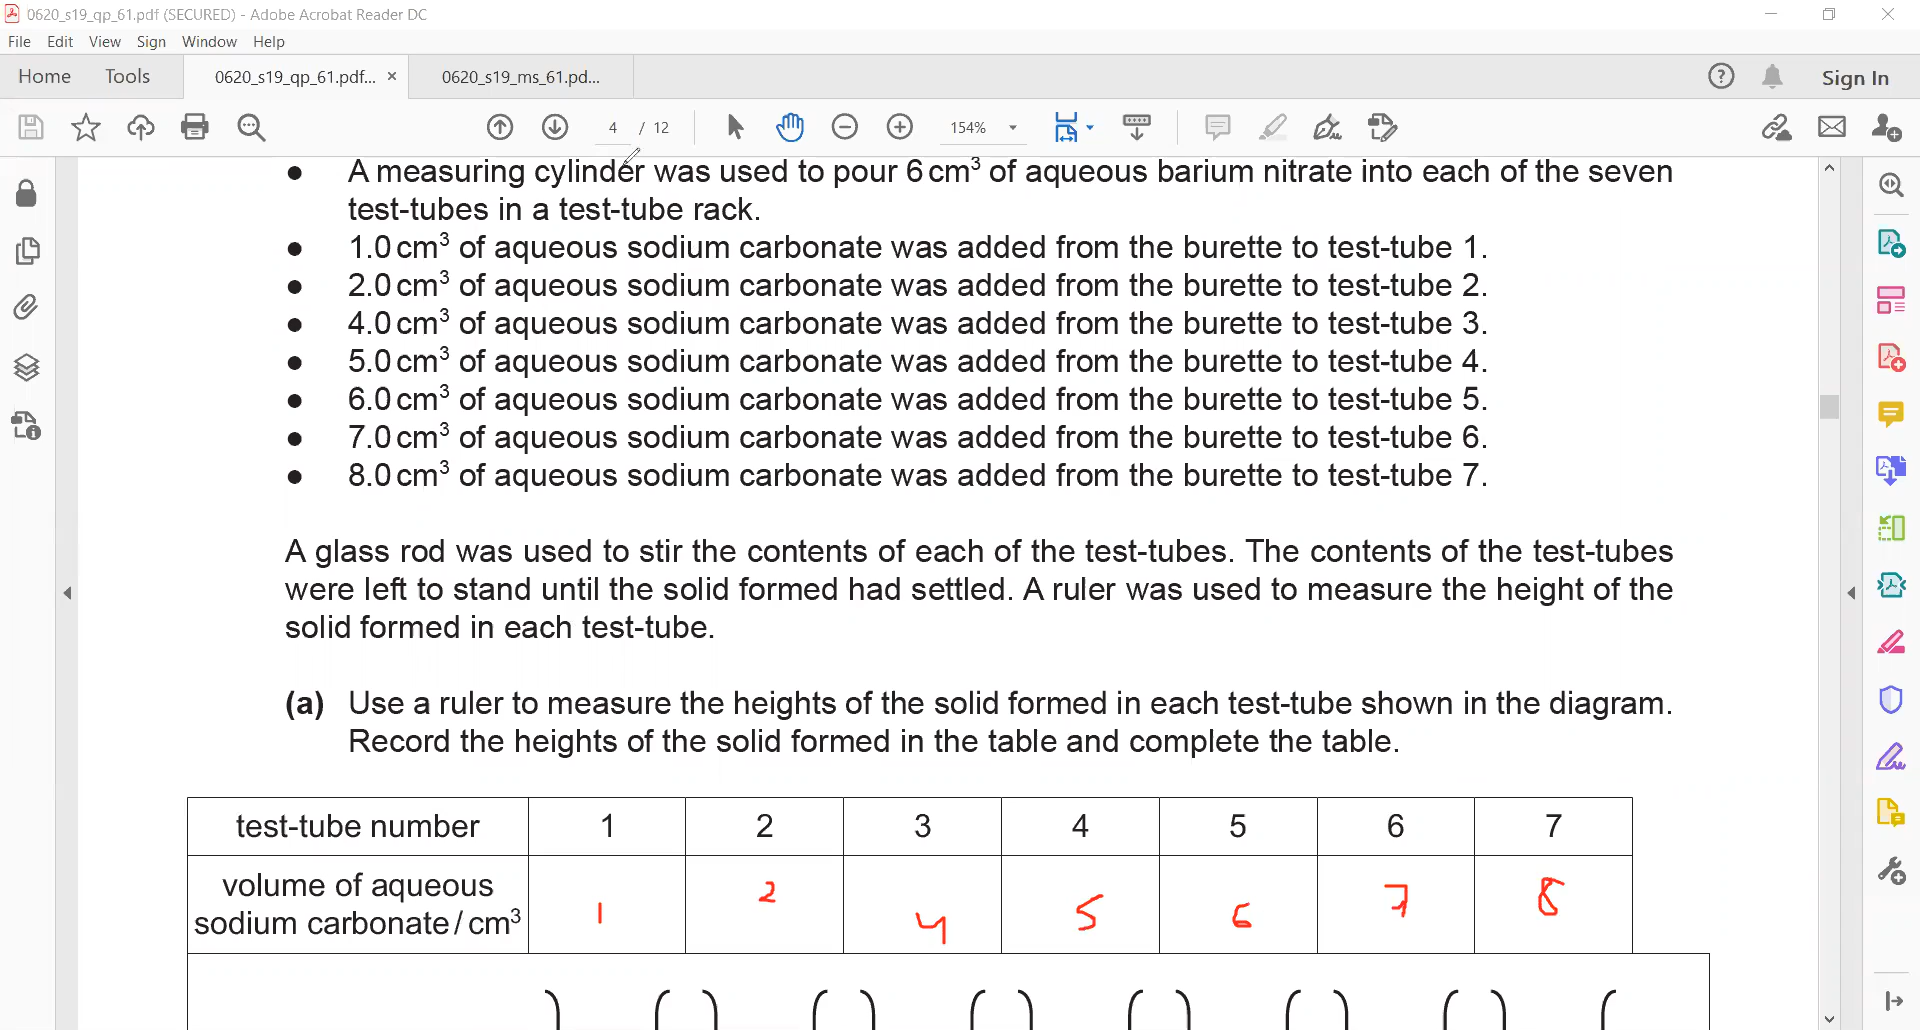 0620_s19_qp_61.pdf (SECURED) - Adobe Acrobat Reader DC
File Edit View Sign Window Help
Home Tools 0620_s19_qp_61.pdf... × 0620_s19_ms_61.pd... Sign In
4 / 12 154%
• A measuring cylinder was used to pour 6 cm³ of aqueous barium nitrate into each of the seven
test-tubes in a test-tube rack.
• 1.0 cm³ of aqueous sodium carbonate was added from the burette to test-tube 1.
• 2.0 cm³ of aqueous sodium carbonate was added from the burette to test-tube 2.
• 4.0 cm³ of aqueous sodium carbonate was added from the burette to test-tube 3.
• 5.0 cm³ of aqueous sodium carbonate was added from the burette to test-tube 4.
• 6.0 cm³ of aqueous sodium carbonate was added from the burette to test-tube 5.
• 7.0 cm³ of aqueous sodium carbonate was added from the burette to test-tube 6.
• 8.0 cm³ of aqueous sodium carbonate was added from the burette to test-tube 7.
A glass rod was used to stir the contents of each of the test-tubes. The contents of the test-tubes
were left to stand until the solid formed had settled. A ruler was used to measure the height of the
solid formed in each test-tube.
(a) Use a ruler to measure the heights of the solid formed in each test-tube shown in the diagram.
Record the heights of the solid formed in the table and complete the table.
test-tube number 1 2 3 4 5 6 7
volume of aqueous
sodium carbonate / cm³ 1 2 4 5 6 7 8